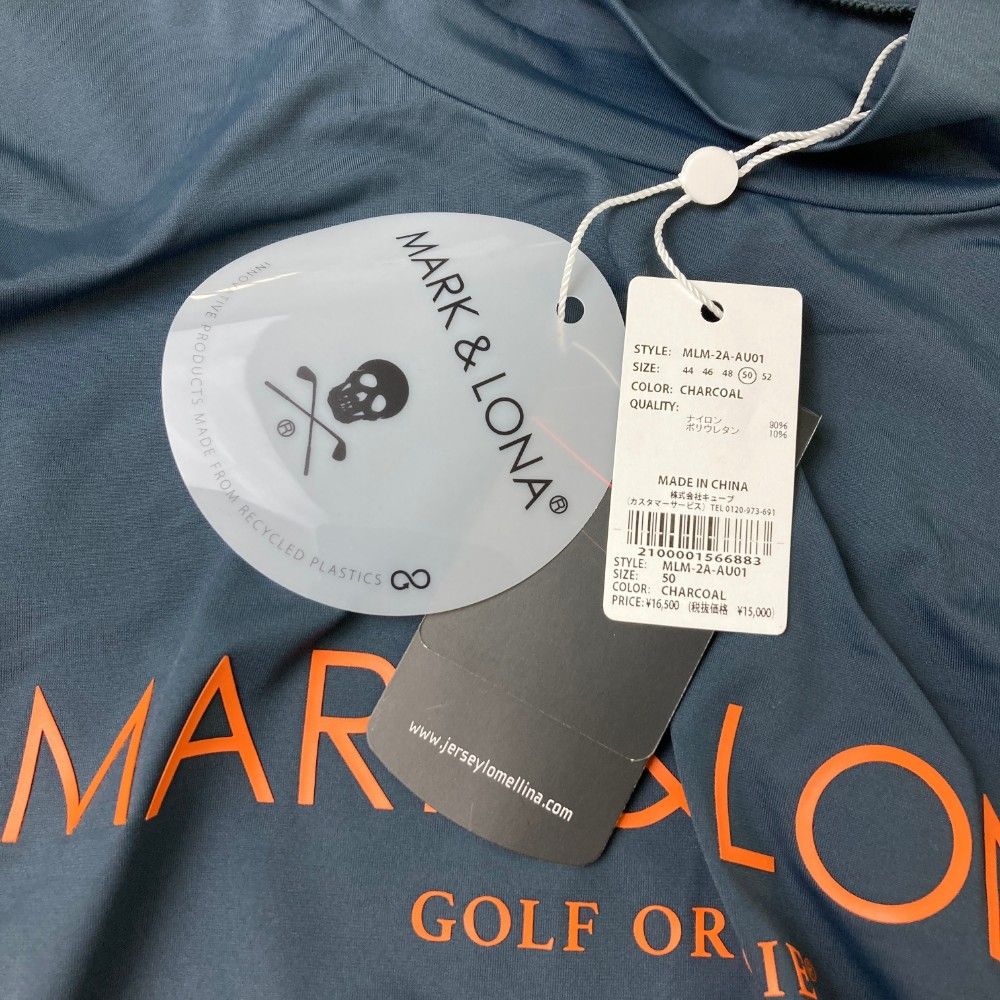 MARK & LONA®
®
INNOVATIVE PRODUCTS MADE FROM RECYCLED PLASTICS
STYLE: MLM-2A-AU01
SIZE: 44 46 48 50 52
COLOR: CHARCOAL
QUALITY:
ナイロン 90%
ポリウレタン 10%
MADE IN CHINA
株式会社キューブ
(カスタマーサービス) TEL 0120-973-691
2100001566883
STYLE: MLM-2A-AU01
SIZE: 50
COLOR: CHARCOAL
PRICE: ¥16,500 (税抜価格 ¥15,000)
www.jerseylomellina.com
MARK&LON
GOLF OR IE®